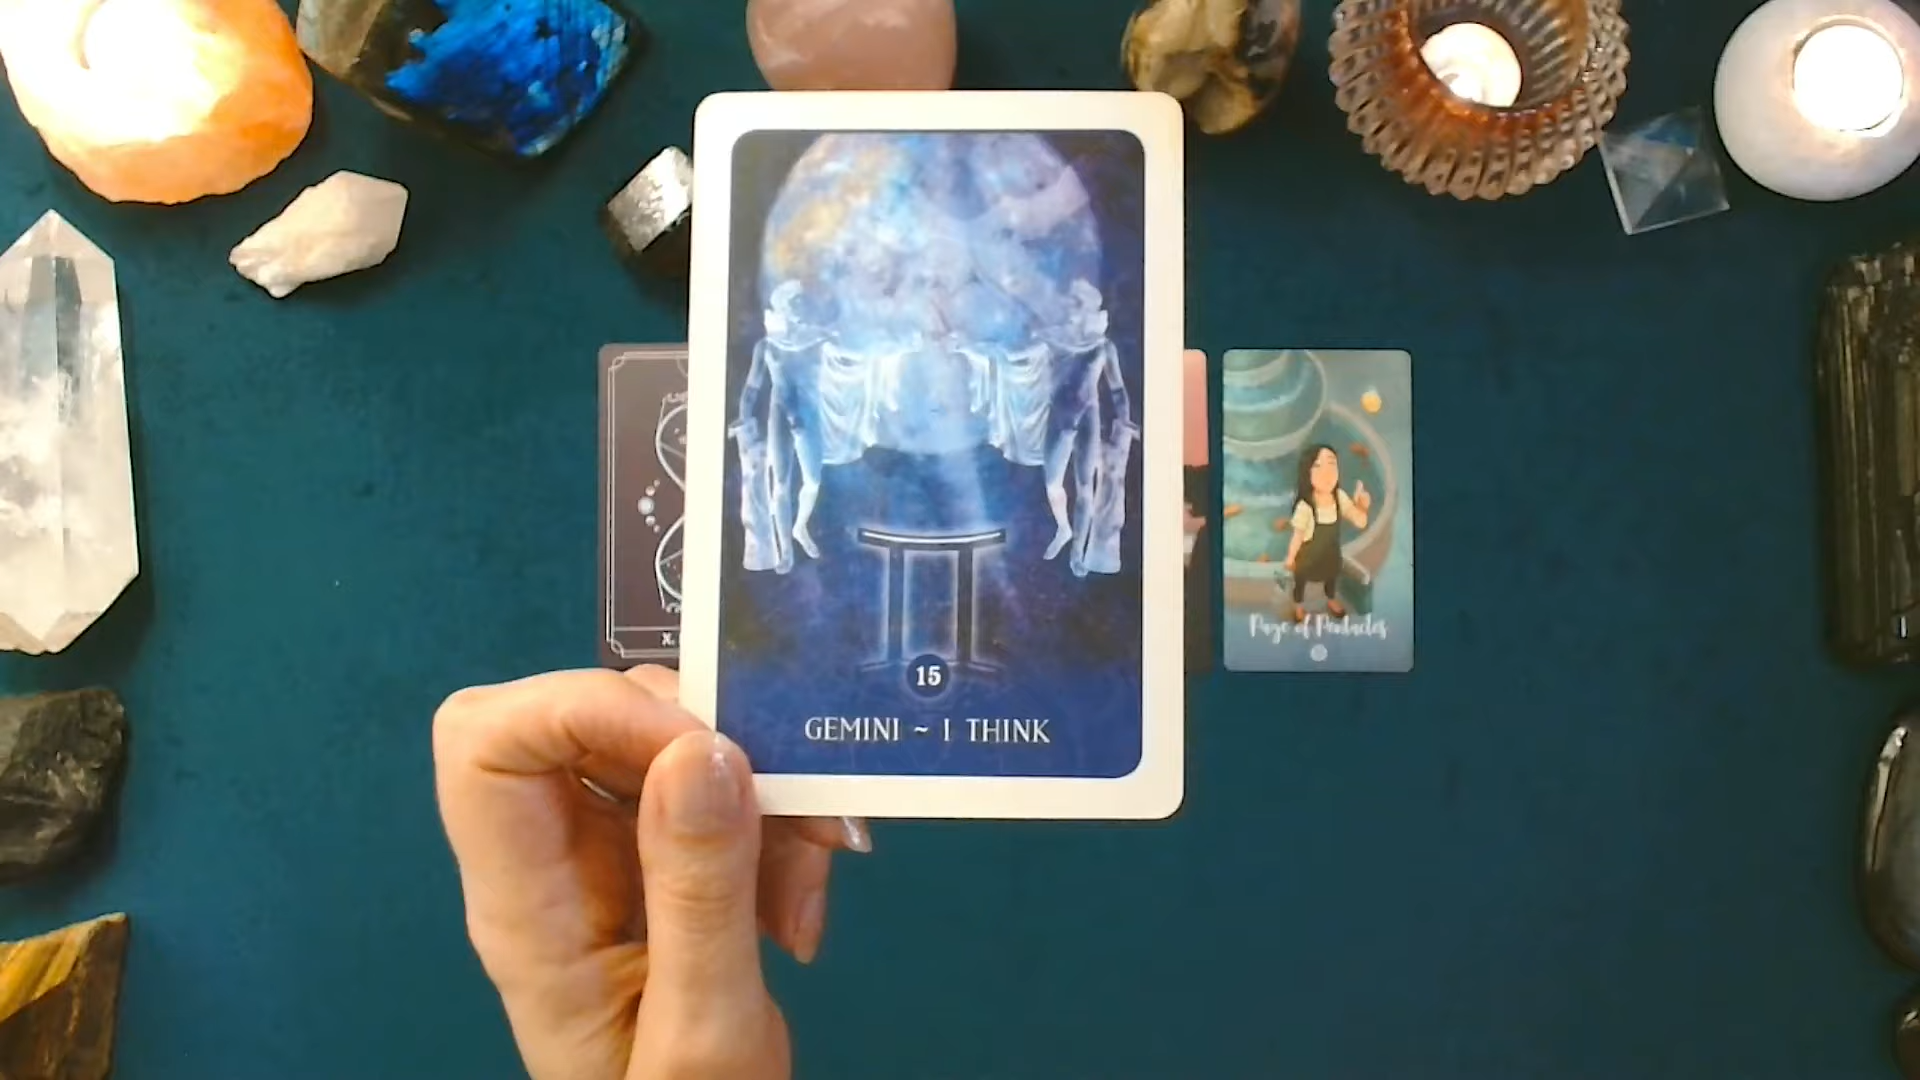 15
GEMINI ~ I THINK
X.
Page of Pentacles